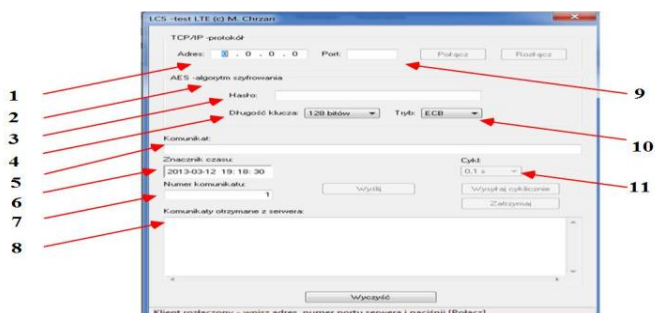 LCS -test LTE (c) M. Chrzan
TCP/IP -protokół
Adres: 0 . 0 . 0 . 0 Port: Połącz Rozłącz
AES -algorytm szyfrowania
Hasło:
Długość klucza: 128 bitów Tryb: ECB
Komunikat:
Znacznik czasu: Cykl:
2013-03-12 19:18:30 0,1 s
Numer komunikatu: Wyślij Wysyłaj cyklicznie
1 Zatrzymaj
Komunikaty otrzymane z serwera:
Wyczyść
Klient rozłączony - wpisz adres, numer portu serwera i naciśnij [Połącz]
1
2
3
4
5
6
7
8
9
10
11